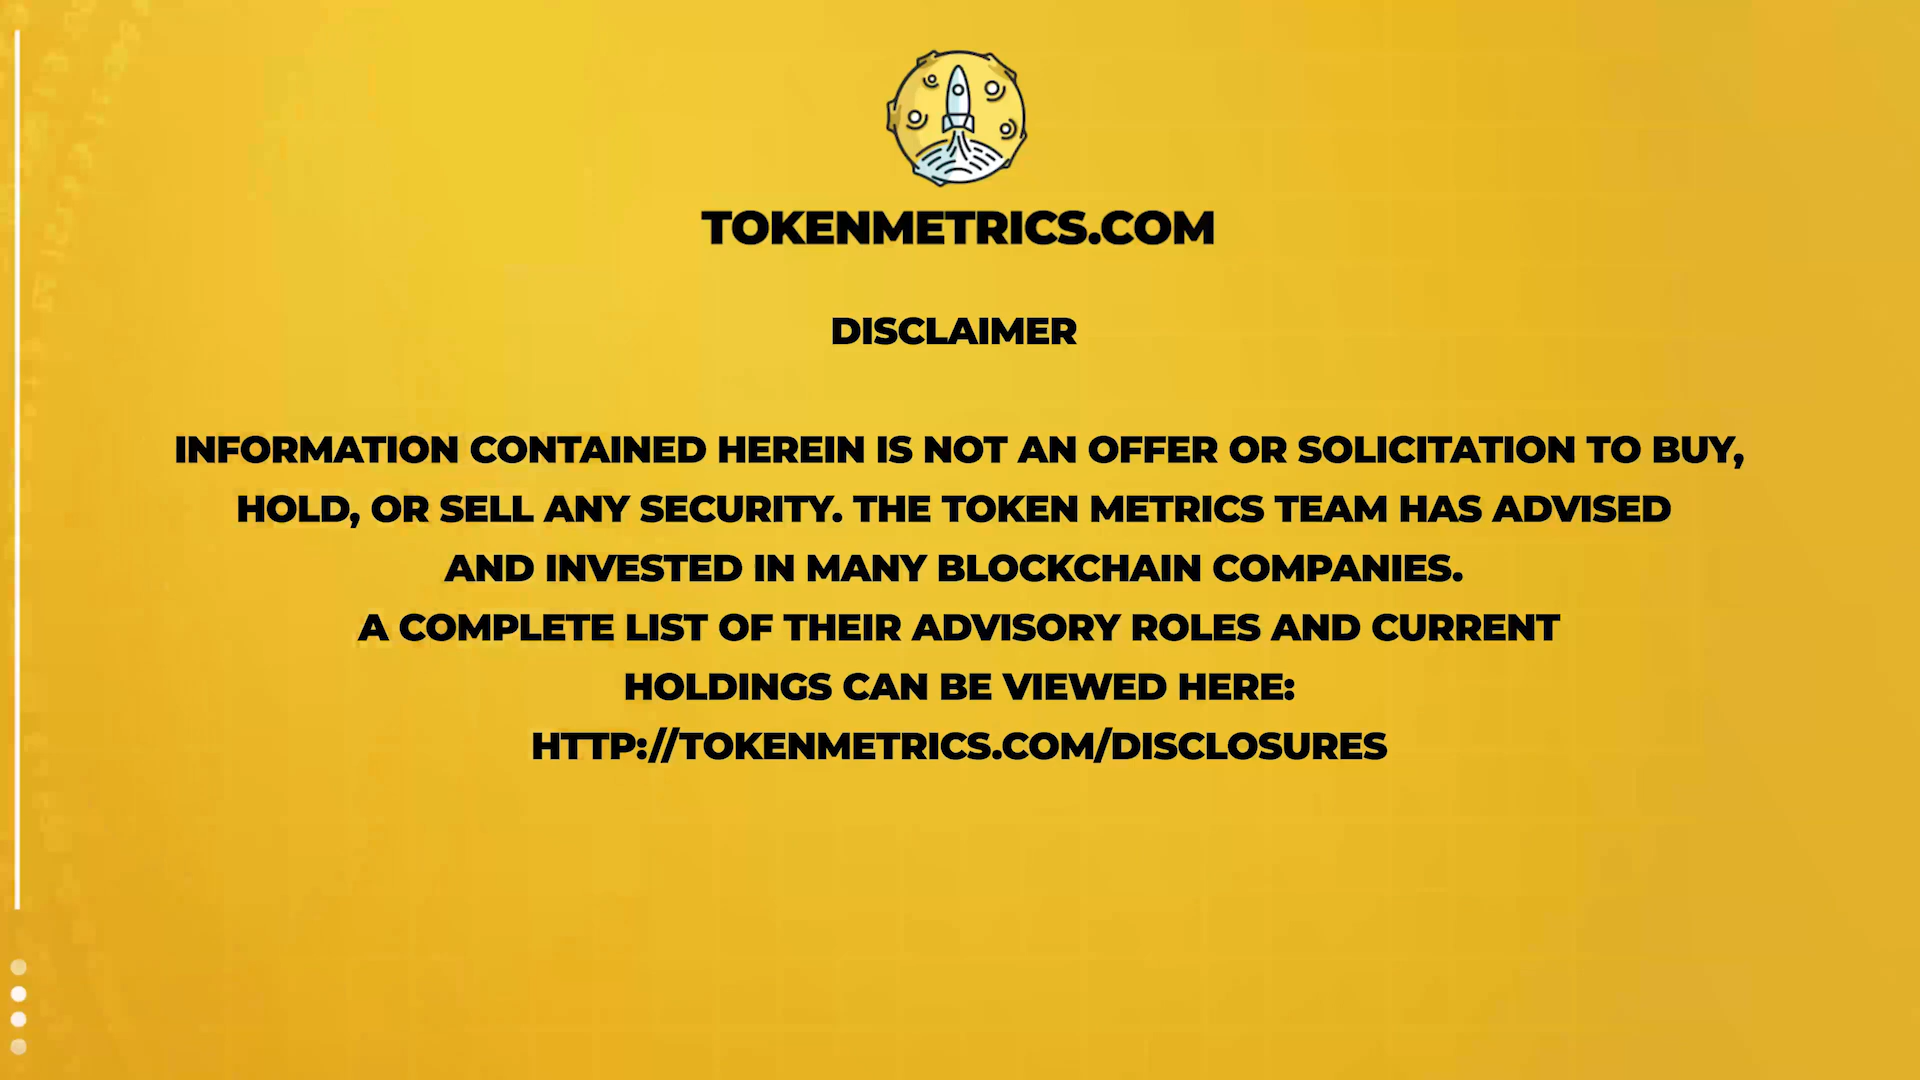 TOKENMETRICS.COM
DISCLAIMER
INFORMATION CONTAINED HEREIN IS NOT AN OFFER OR SOLICITATION TO BUY,
HOLD, OR SELL ANY SECURITY. THE TOKEN METRICS TEAM HAS ADVISED
AND INVESTED IN MANY BLOCKCHAIN COMPANIES.
A COMPLETE LIST OF THEIR ADVISORY ROLES AND CURRENT
HOLDINGS CAN BE VIEWED HERE:
HTTP://TOKENMETRICS.COM/DISCLOSURES